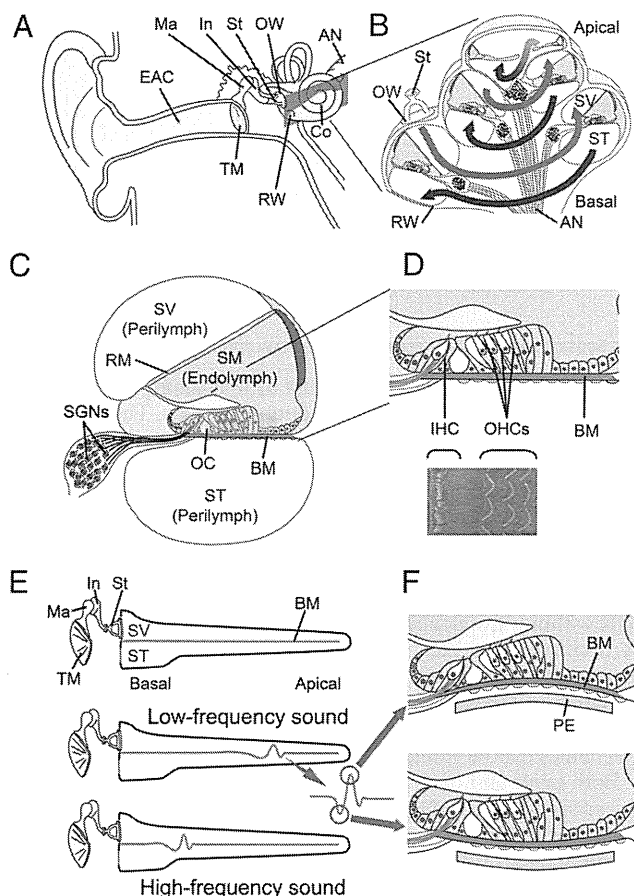 A
Ma
In
St
OW
AN
EAC
TM
RW
Co
B
Apical
St
OW
SV
ST
Basal
RW
AN
C
SV
(Perilymph)
RM
SM
(Endolymph)
SGNs
OC
BM
ST
(Perilymph)
D
IHC
OHCs
BM
E
In
St
Ma
BM
SV
ST
TM
Basal
Apical
Low-frequency sound
High-frequency sound
F
BM
PE